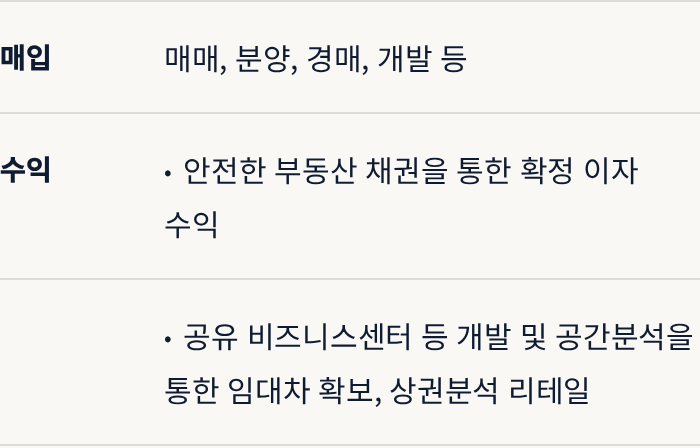 매입 매매, 분양, 경매, 개발 등
수익 • 안전한 부동산 채권을 통한 확정 이자
수익
• 공유 비즈니스센터 등 개발 및 공간분석을
통한 임대차 확보, 상권분석 리테일